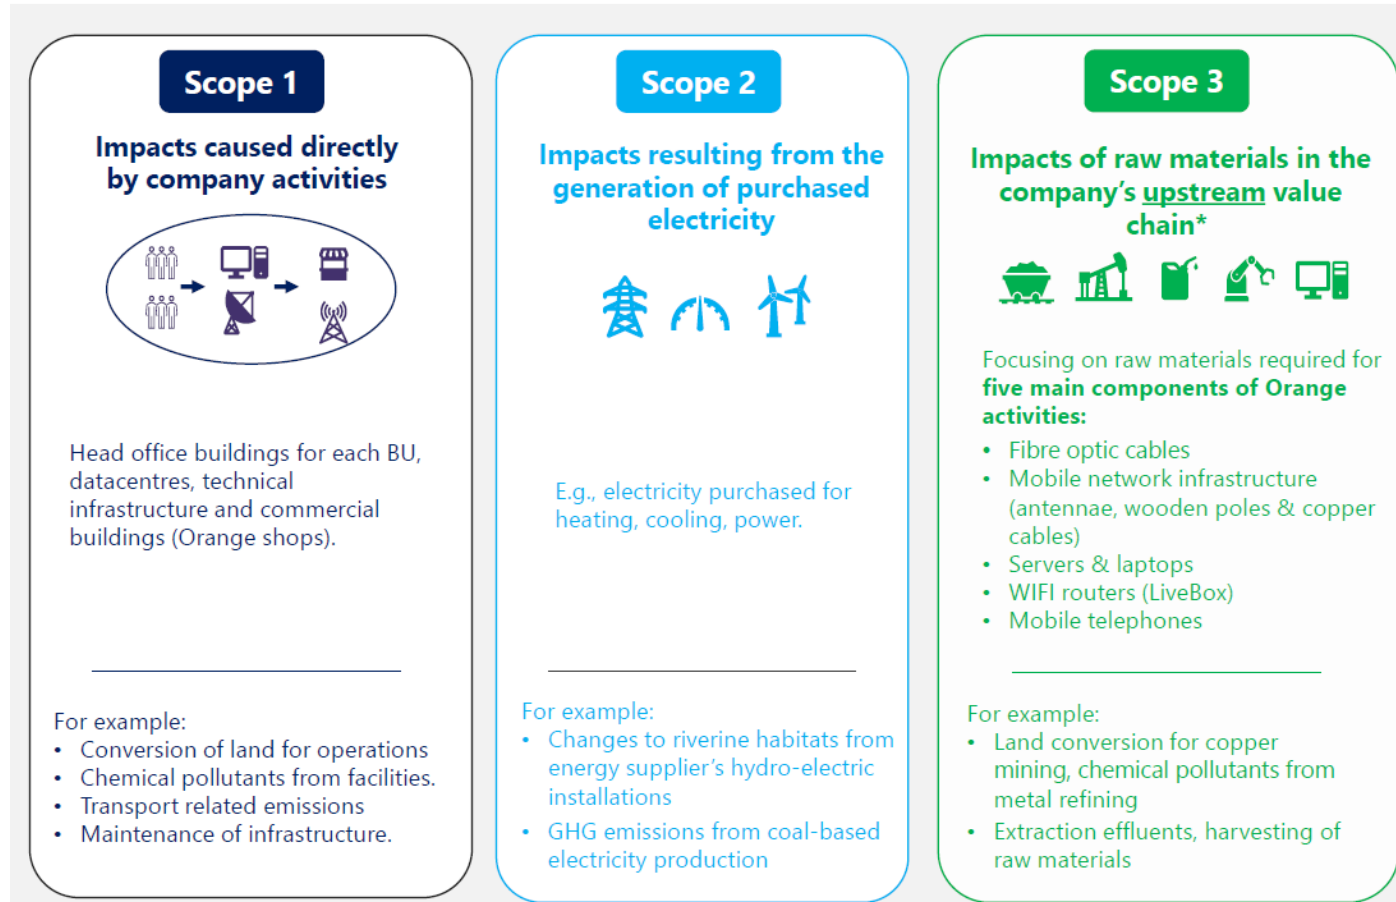 Scope 1
Impacts caused directly
by company activities
Head office buildings for each BU,
datacentres, technical
infrastructure and commercial
buildings (Orange shops).
For example:
• Conversion of land for operations
• Chemical pollutants from facilities.
• Transport related emissions
• Maintenance of infrastructure.
Scope 2
Impacts resulting from the
generation of purchased
electricity
E.g., electricity purchased for
heating, cooling, power.
For example:
• Changes to riverine habitats from
energy supplier's hydro-electric
installations
• GHG emissions from coal-based
electricity production
Scope 3
Impacts of raw materials in the
company's upstream value
chain*
Focusing on raw materials required for
five main components of Orange
activities:
• Fibre optic cables
• Mobile network infrastructure
(antennae, wooden poles & copper
cables)
• Servers & laptops
• WIFI routers (LiveBox)
• Mobile telephones
For example:
• Land conversion for copper
mining, chemical pollutants from
metal refining
• Extraction effluents, harvesting of
raw materials